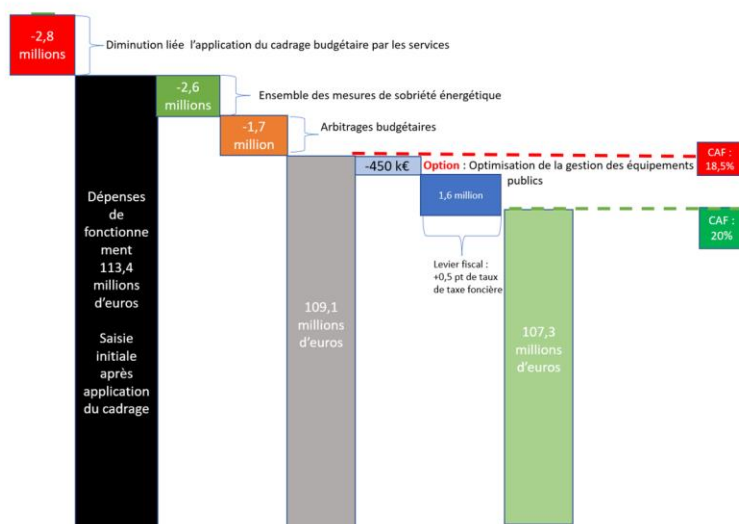 -2,8
millions
Diminution liée l'application du cadrage budgétaire par les services
-2,6
millions
Ensemble des mesures de sobriété énergétique
-1,7
million
Arbitrages budgétaires
-450 k€
Option : Optimisation de la gestion des équipements
publics
CAF :
18,5%
1,6 million
CAF :
20%
Levier fiscal :
+0,5 pt de taux
de taxe foncière
Dépenses
de
fonctionne
ment
113,4
millions
d'euros
Saisie
initiale
après
application
du cadrage
109,1
millions
d'euros
107,3
millions
d'euros